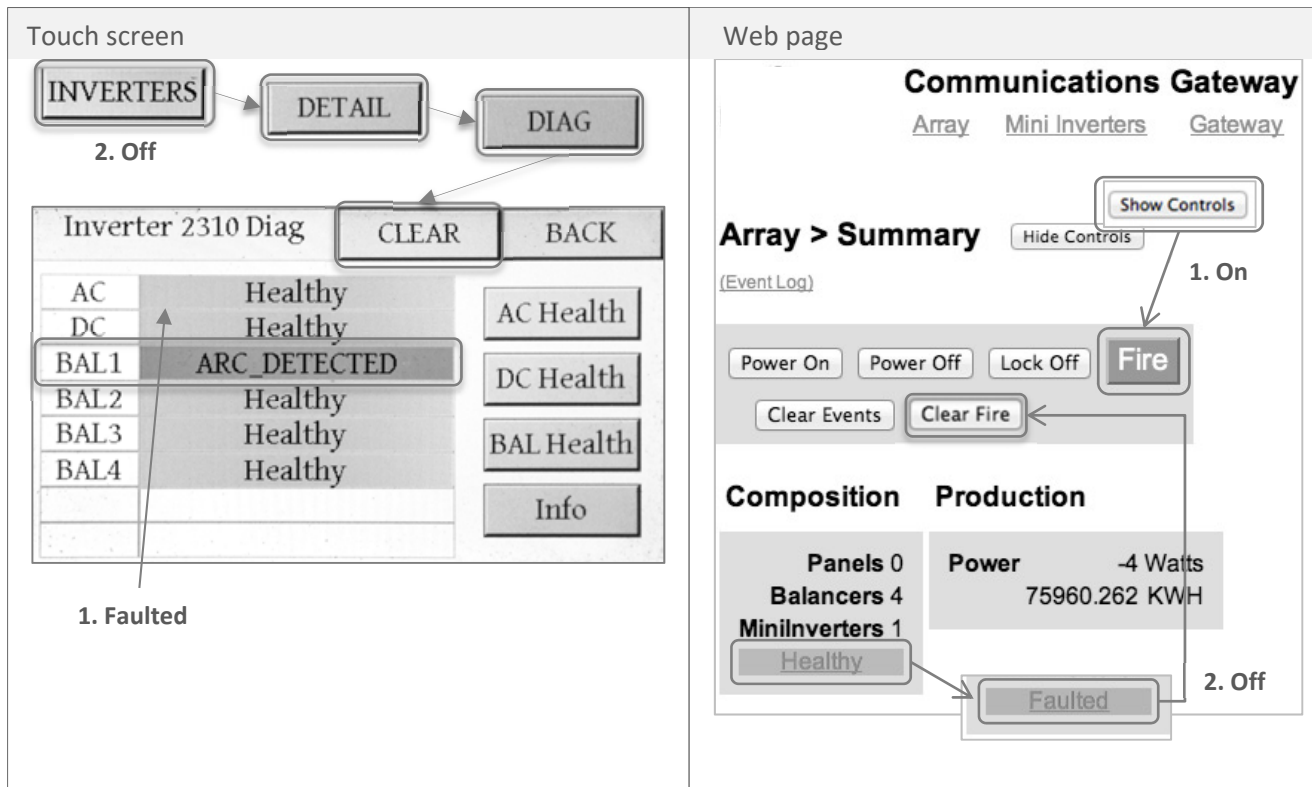 Touch screen
INVERTERS
DETAIL
DIAG
2. Off
Inverter 2310 Diag
CLEAR
BACK
AC Healthy
DC Healthy
BAL1 ARC_DETECTED
BAL2 Healthy
BAL3 Healthy
BAL4 Healthy
AC Health
DC Health
BAL Health
Info
1. Faulted
Web page
Communications Gateway
Array Mini Inverters Gateway
Show Controls
Array > Summary Hide Controls
1. On
(Event Log)
Power On Power Off Lock Off Fire
Clear Events Clear Fire
Composition Production
Panels 0 Power -4 Watts
Balancers 4 75960.262 KWH
MiniInverters 1
Healthy
2. Off
Faulted